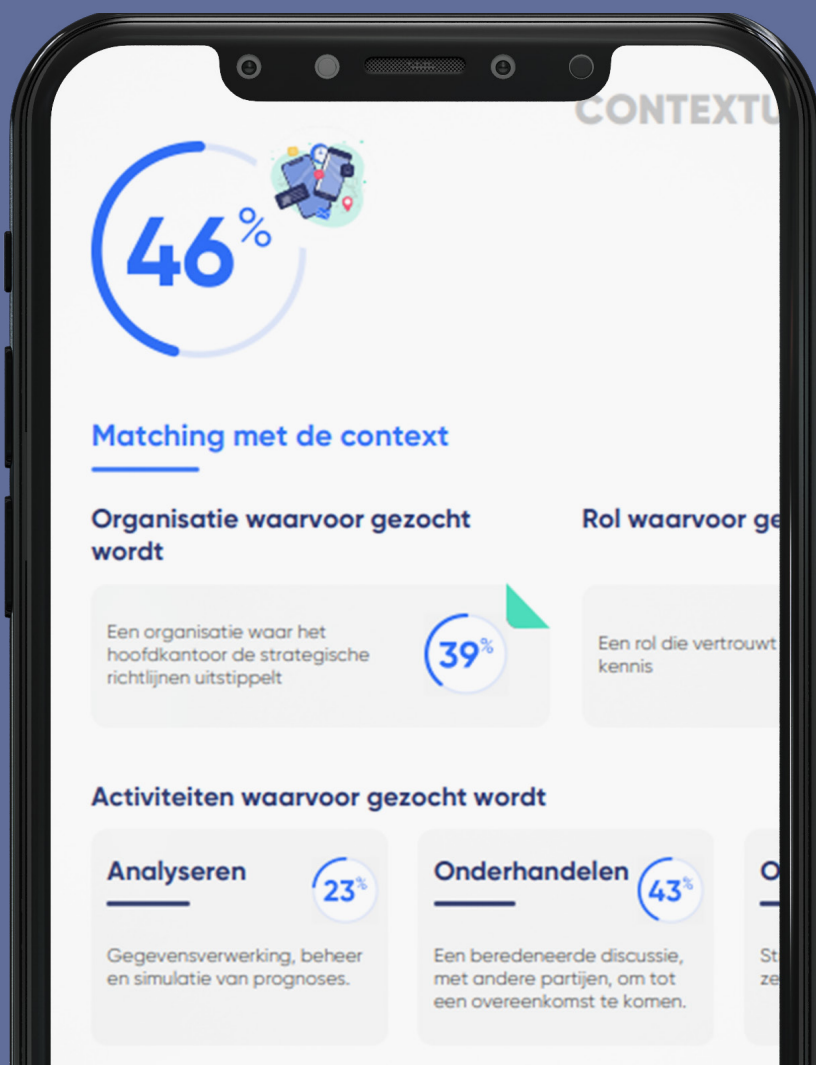 CONTEXTU
46%
Matching met de context
Organisatie waarvoor gezocht
wordt
Een organisatie waar het
hoofdkantoor de strategische
richtlijnen uitstippelt
39%
Rol waarvoor ge
Een rol die vertrouwt
kennis
Activiteiten waarvoor gezocht wordt
Analyseren
23%
Gegevensverwerking, beheer
en simulatie van prognoses.
Onderhandelen
43%
Een beredeneerde discussie,
met andere partijen, om tot
een overeenkomst te komen.
O
St
ze